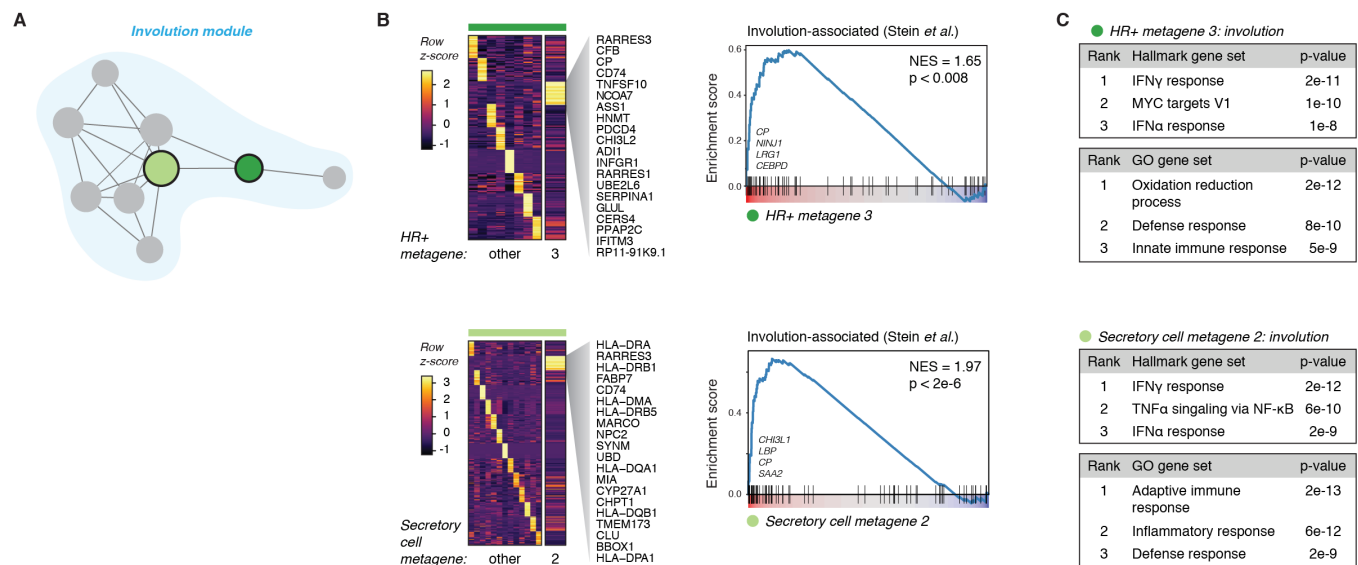 A
Involution module
B
Row
z-score
2
1
0
-1
HR+
metagene:
other
3
RARRES3
CFB
CP
CD74
TNFSF10
NCOA7
ASS1
HNMT
PDCD4
CHI3L2
ADI1
INFGR1
RARRES1
UBE2L6
SERPINA1
GLUL
CERS4
PPAP2C
IFITM3
RP11-91K9.1
Involution-associated (Stein et al.)
Enrichment score
0.6
0.4
0.2
0.0
NES = 1.65
p < 0.008
CP
NINJ1
LRG1
CEBPD
HR+ metagene 3
C
HR+ metagene 3: involution
Rank Hallmark gene set p-value
1 IFNγ response 2e-11
2 MYC targets V1 1e-10
3 IFNα response 1e-8
Rank GO gene set p-value
1 Oxidation reduction 2e-12
process
2 Defense response 8e-10
3 Innate immune response 5e-9
Row
z-score
3
2
1
0
-1
Secretory
cell
metagene:
other
2
HLA–DRA
RARRES3
HLA–DRB1
FABP7
CD74
HLA–DMA
HLA–DRB5
MARCO
NPC2
SYNM
UBD
HLA–DQA1
MIA
CYP27A1
CHPT1
HLA–DQB1
TMEM173
CLU
BBOX1
HLA–DPA1
Involution-associated (Stein et al.)
Enrichment score
0.4
0.0
NES = 1.97
p < 2e-6
CHI3L1
LBP
CP
SAA2
Secretory cell metagene 2
Secretory cell metagene 2: involution
Rank Hallmark gene set p-value
1 IFNγ response 2e-12
2 TNFα singaling via NF-κB 6e-10
3 IFNα response 2e-9
Rank GO gene set p-value
1 Adaptive immune 2e-13
response
2 Inflammatory response 6e-12
3 Defense response 2e-9